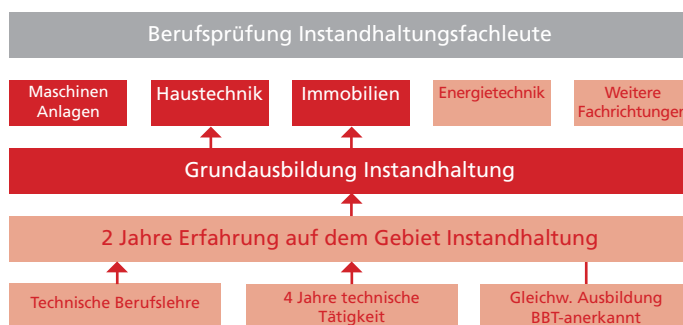 Berufsprüfung Instandhaltungsfachleute
Maschinen
Anlagen
Haustechnik
Immobilien
Energietechnik
Weitere
Fachrichtungen
Grundausbildung Instandhaltung
2 Jahre Erfahrung auf dem Gebiet Instandhaltung
Technische Berufslehre
4 Jahre technische
Tätigkeit
Gleichw. Ausbildung
BBT-anerkannt